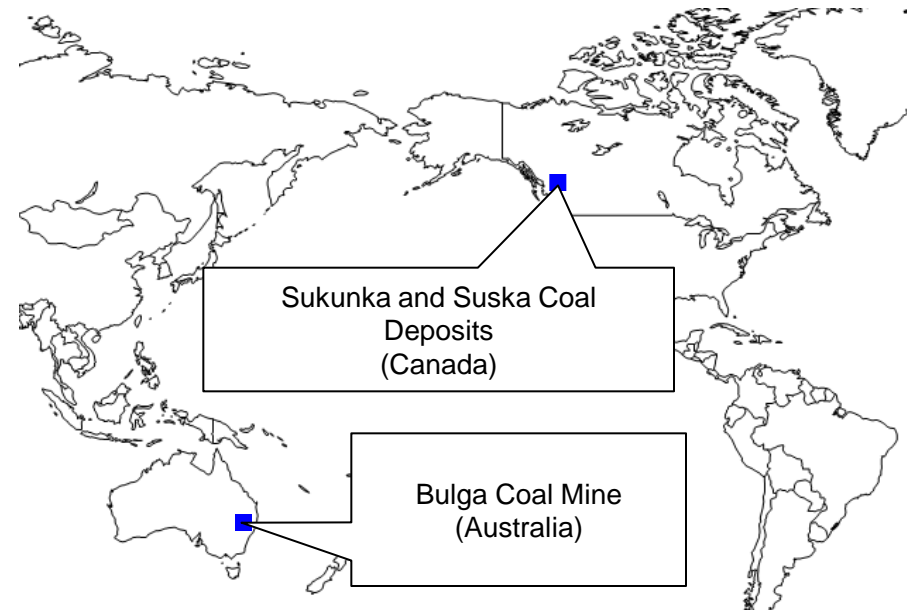 Sukunka and Suska Coal
Deposits
(Canada)
Bulga Coal Mine
(Australia)